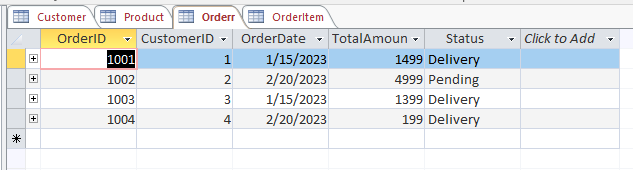 Customer Product Orderr OrderItem
OrderID CustomerID OrderDate TotalAmoun Status Click to Add
1001 1 1/15/2023 1499 Delivery
1002 2 2/20/2023 4999 Pending
1003 3 1/15/2023 1399 Delivery
1004 4 2/20/2023 199 Delivery